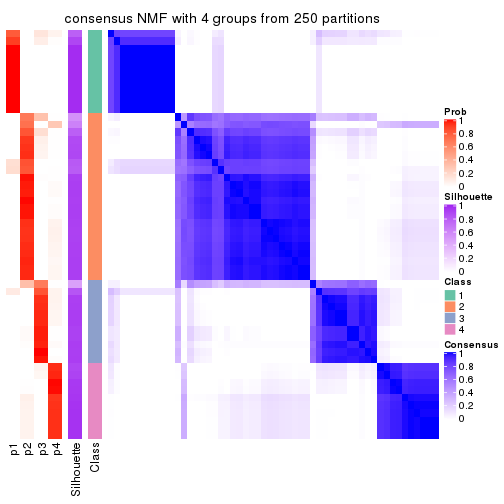 consensus NMF with 4 groups from 250 partitions
Prob
1
0.8
0.6
0.4
0.2
0
Silhouette
1
0.8
0.6
0.4
0.2
0
Class
1
2
3
4
Consensus
1
0.8
0.6
0.4
0.2
0
p1
p2
p3
p4
Silhouette
Class